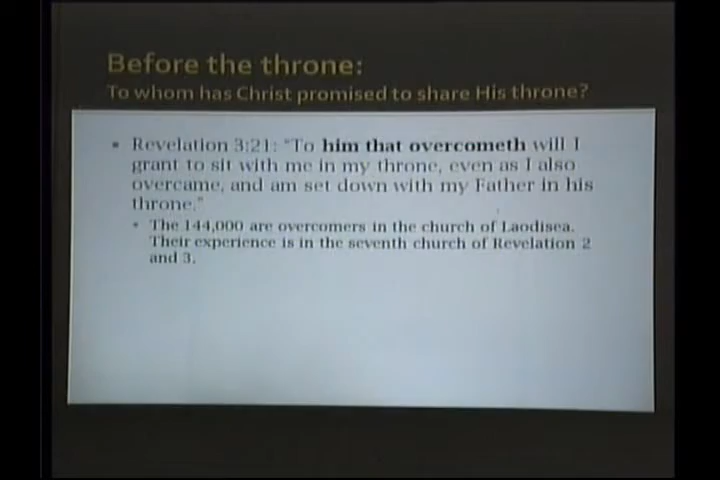 Before the throne:
To whom has Christ promised to share His throne?
▪ Revelation 3:21: "To him that overcometh will I
grant to sit with me in my throne, even as I also
overcame, and am set down with my Father in his
throne."
▪ The 144,000 are overcomers in the church of Laodisea.
Their experience is in the seventh church of Revelation 2
and 3.